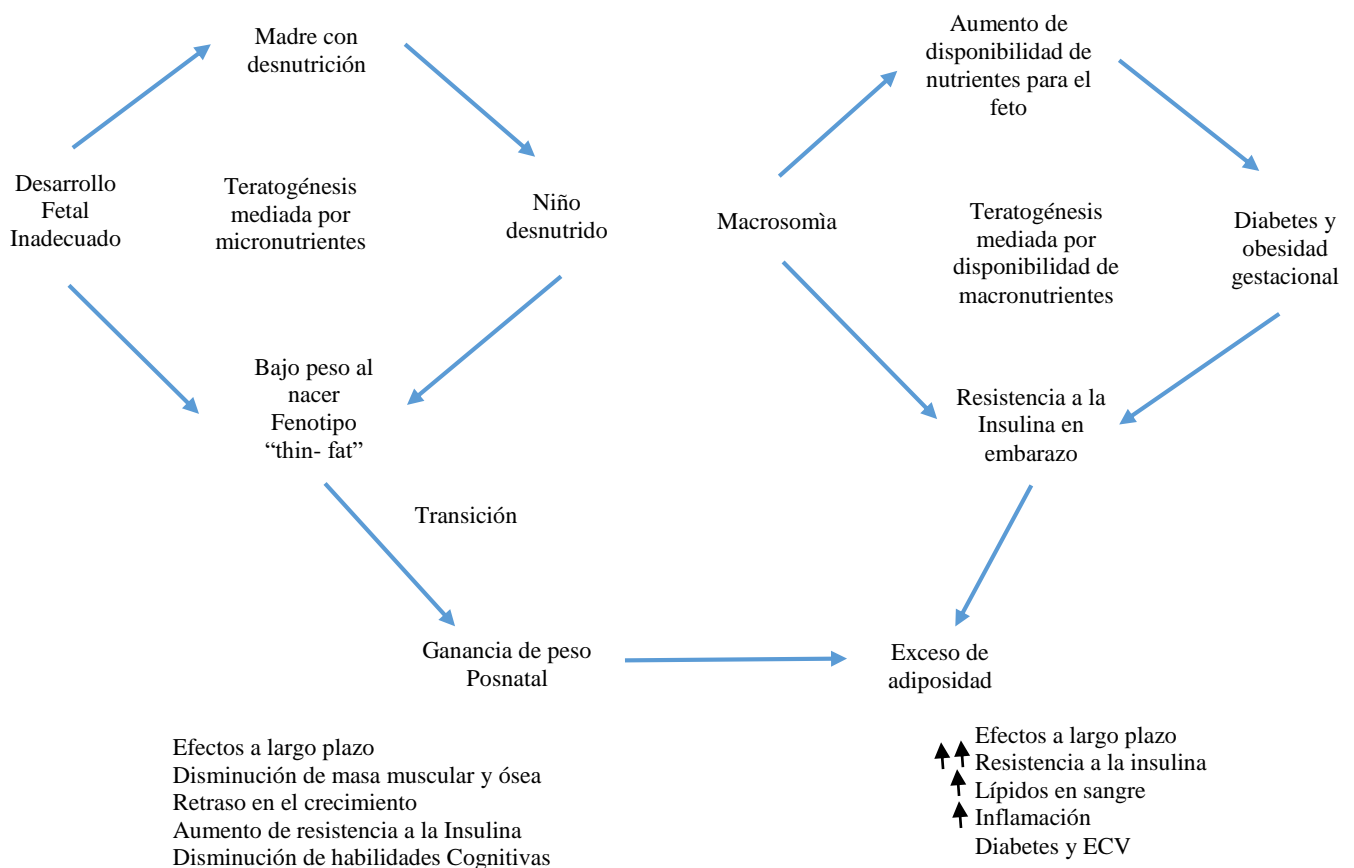 Madre con
desnutrición
Desarrollo
Fetal
Inadecuado
Teratogénesis
mediada por
micronutrientes
Niño
desnutrido
Bajo peso al
nacer
Fenotipo
“thin- fat”
Transición
Ganancia de peso
Posnatal
Aumento de
disponibilidad de
nutrientes para el
feto
Macrosomìa
Teratogénesis
mediada por
disponibilidad de
macronutrientes
Diabetes y
obesidad
gestacional
Resistencia a la
Insulina en
embarazo
Exceso de
adiposidad
Efectos a largo plazo
Disminución de masa muscular y ósea
Retraso en el crecimiento
Aumento de resistencia a la Insulina
Disminución de habilidades Cognitivas
Efectos a largo plazo
Resistencia a la insulina
Lípidos en sangre
Inflamación
Diabetes y ECV